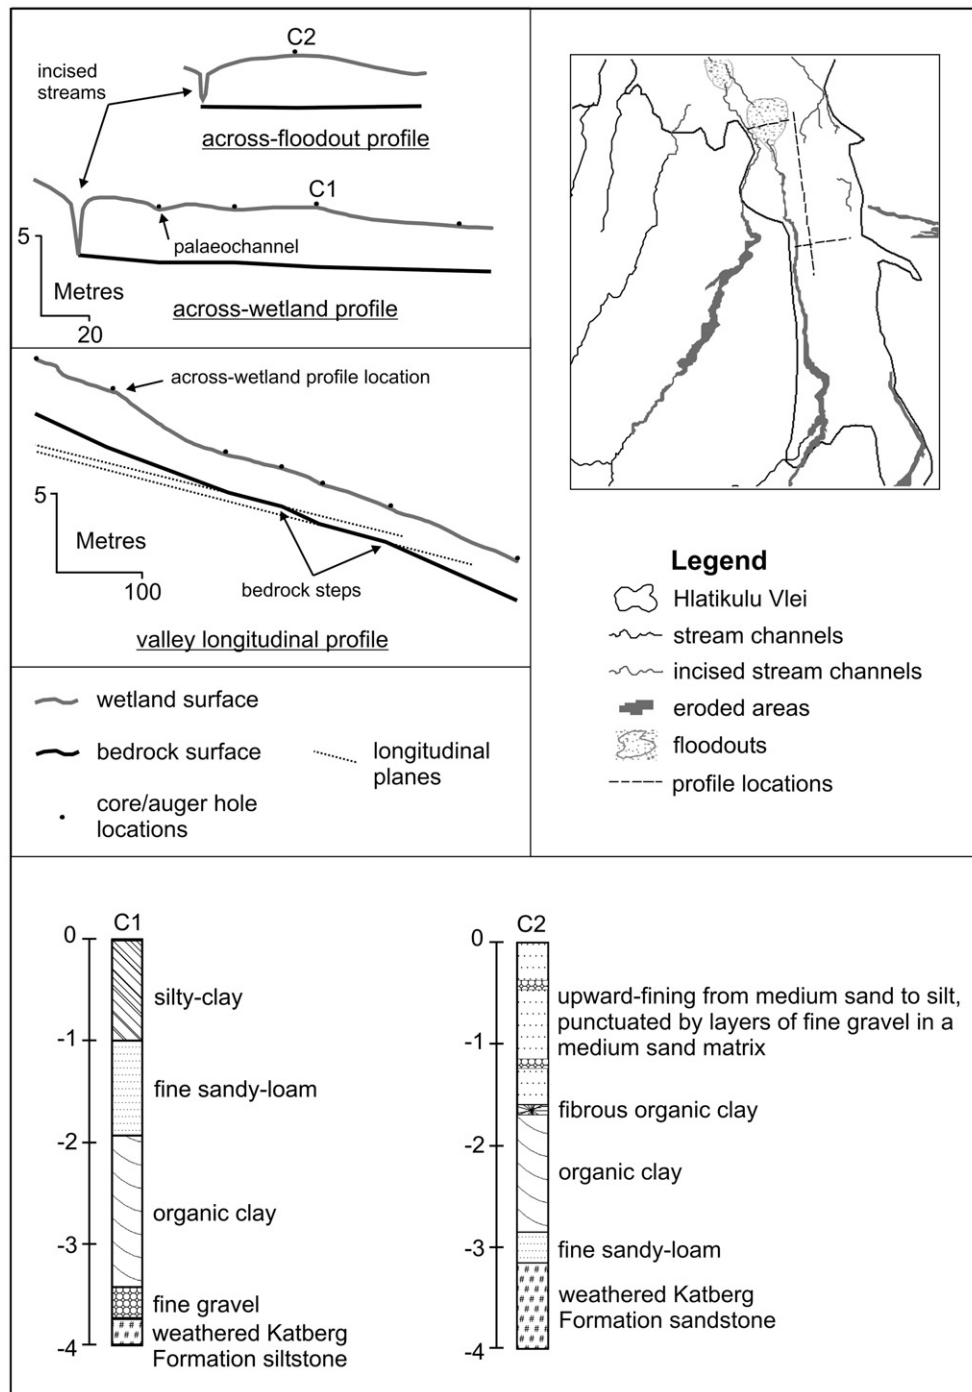 C2
incised
streams
across-floodout profile
C1
5
palaeochannel
Metres
20
across-wetland profile
across-wetland profile location
5
Metres
100
bedrock steps
valley longitudinal profile
wetland surface
bedrock surface
longitudinal
planes
core/auger hole
locations
Legend
Hlatikulu Vlei
stream channels
incised stream channels
eroded areas
floodouts
profile locations
C1
0
silty-clay
-1
fine sandy-loam
-2
organic clay
-3
fine gravel
weathered Katberg
Formation siltstone
-4
C2
0
upward-fining from medium sand to silt,
punctuated by layers of fine gravel in a
medium sand matrix
-1
fibrous organic clay
-2
organic clay
-3
fine sandy-loam
weathered Katberg
Formation sandstone
-4